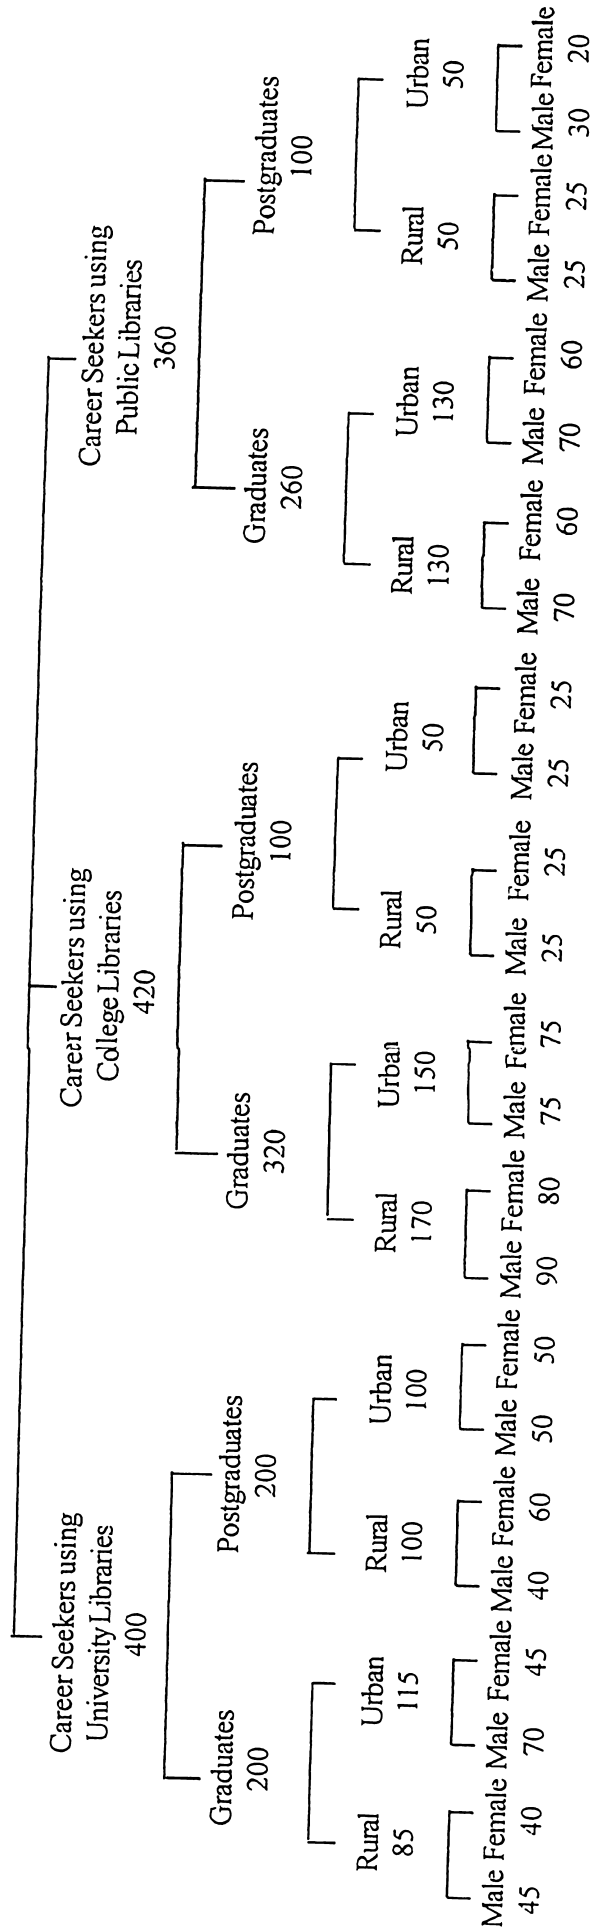 Career Seekers using
University Libraries
400
Career Seekers using
College Libraries
420
Career Seekers using
Public Libraries
360
Graduates
200
Postgraduates
200
Graduates
320
Postgraduates
100
Graduates
260
Postgraduates
100
Rural
85
Urban
115
Rural
100
Urban
100
Rural
170
Urban
150
Rural
50
Urban
50
Rural
130
Urban
130
Rural
50
Urban
50
Male Female
45 40
Male Female
70 45
Male Female
40 60
Male Female
50 50
Male Female
90 80
Male Female
75 75
Male Female
25 25
Male Female
25 25
Male Female
70 60
Male Female
70 60
Male Female
25 25
Male Female
30 20